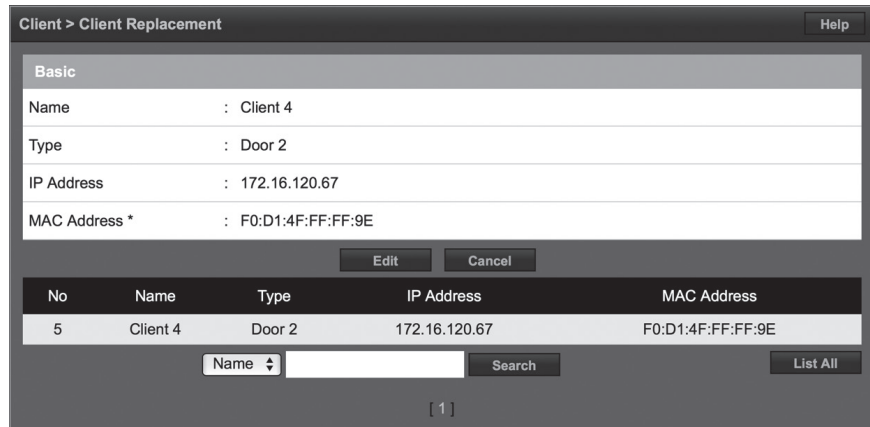 Client > Client Replacement Help
Basic
Name : Client 4
Type : Door 2
IP Address : 172.16.120.67
MAC Address * : F0:D1:4F:FF:FF:9E
Edit Cancel
No Name Type IP Address MAC Address
5 Client 4 Door 2 172.16.120.67 F0:D1:4F:FF:FF:9E
Name Search List All
[ 1 ]